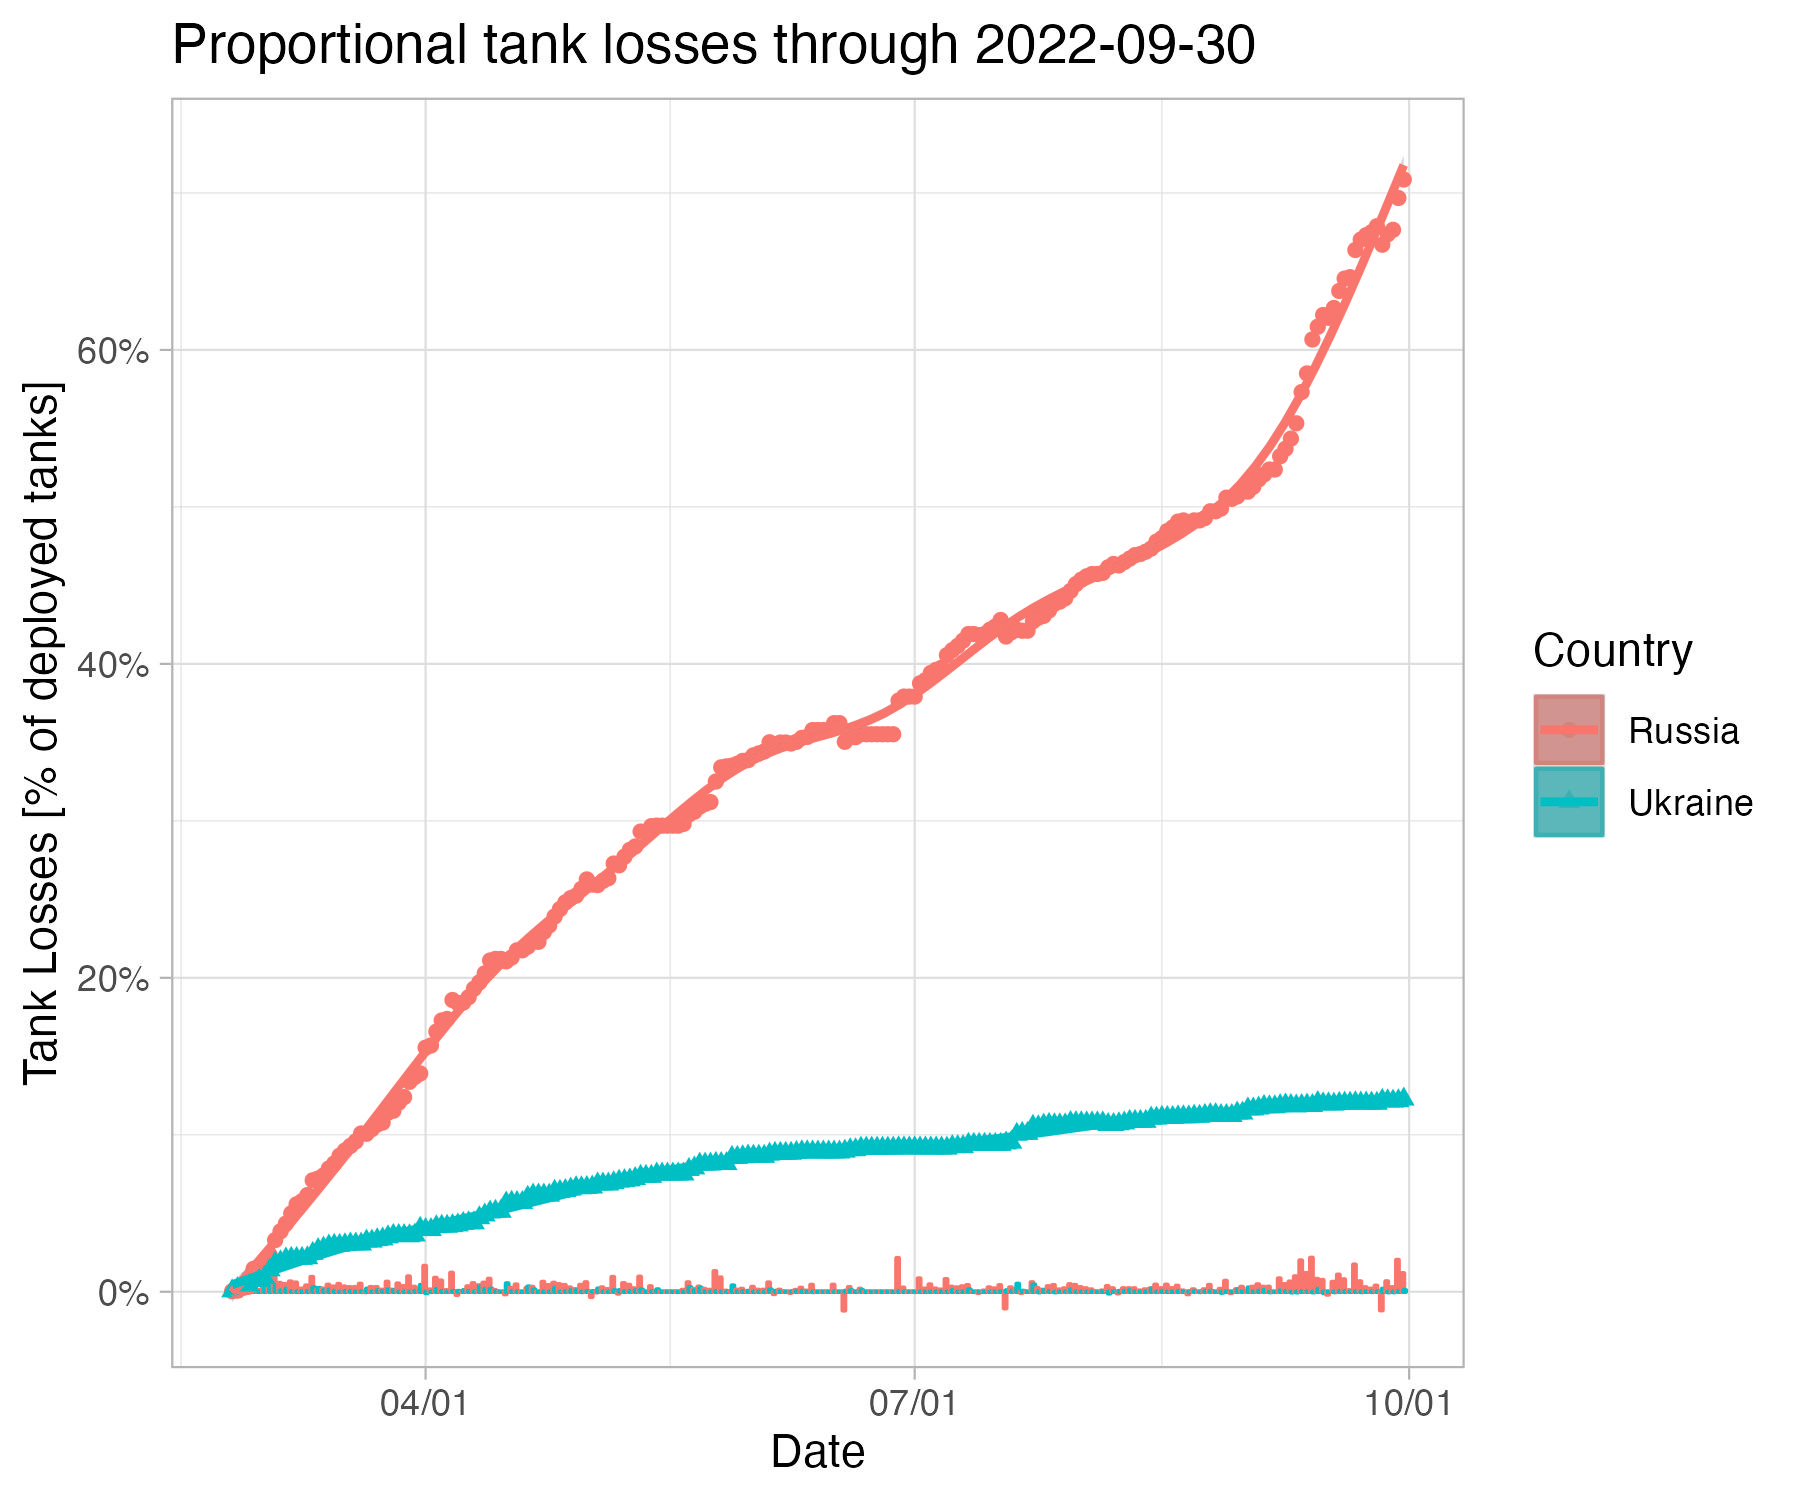 Proportional tank losses through 2022-09-30
Tank Losses [% of deployed tanks]
60%
40%
20%
0%
04/01
07/01
10/01
Date
Country
Russia
Ukraine